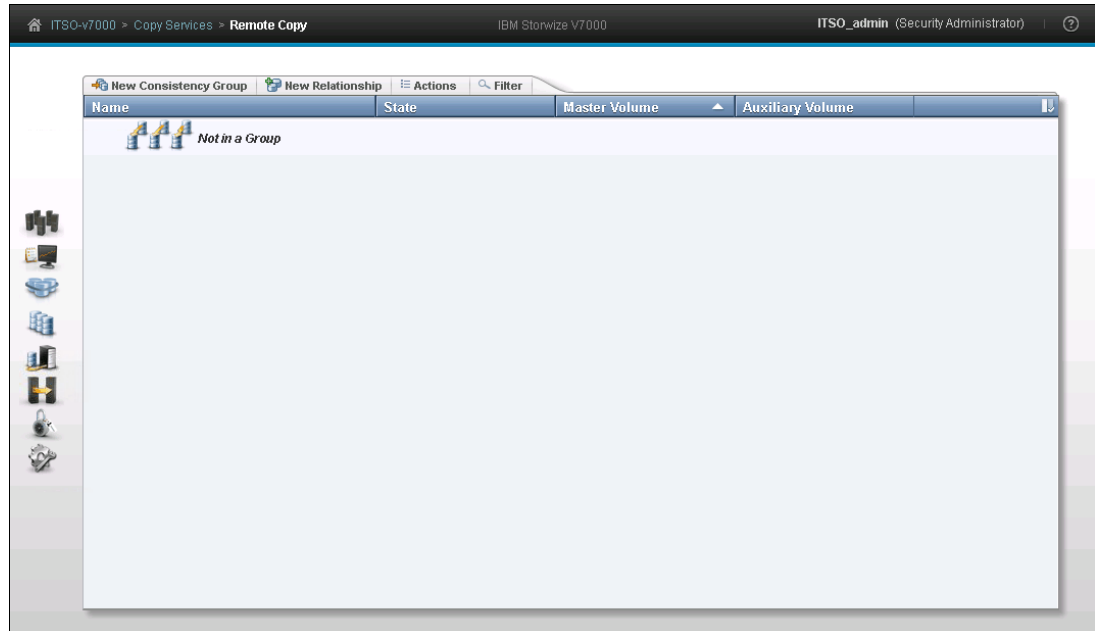 ITSO-v7000 > Copy Services > Remote Copy IBM Storwize V7000 ITSO_admin (Security Administrator) | ?
New Consistency Group New Relationship Actions Filter
Name State Master Volume Auxiliary Volume
Not in a Group